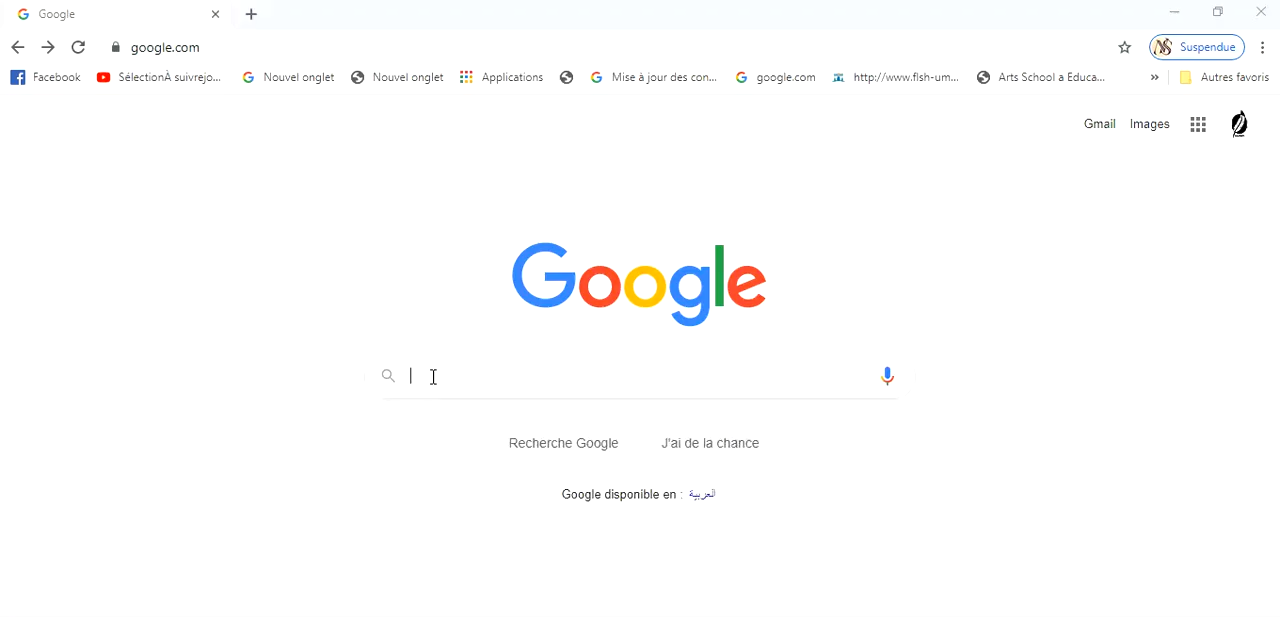 Google
google.com
Suspendue
Facebook SélectionÀ suivrejo... Nouvel onglet Nouvel onglet Applications Mise à jour des con... google.com http://www.flsh-um... Arts School a Educa... » Autres favoris
Gmail Images
Google
Recherche Google J'ai de la chance
Google disponible en : العربية